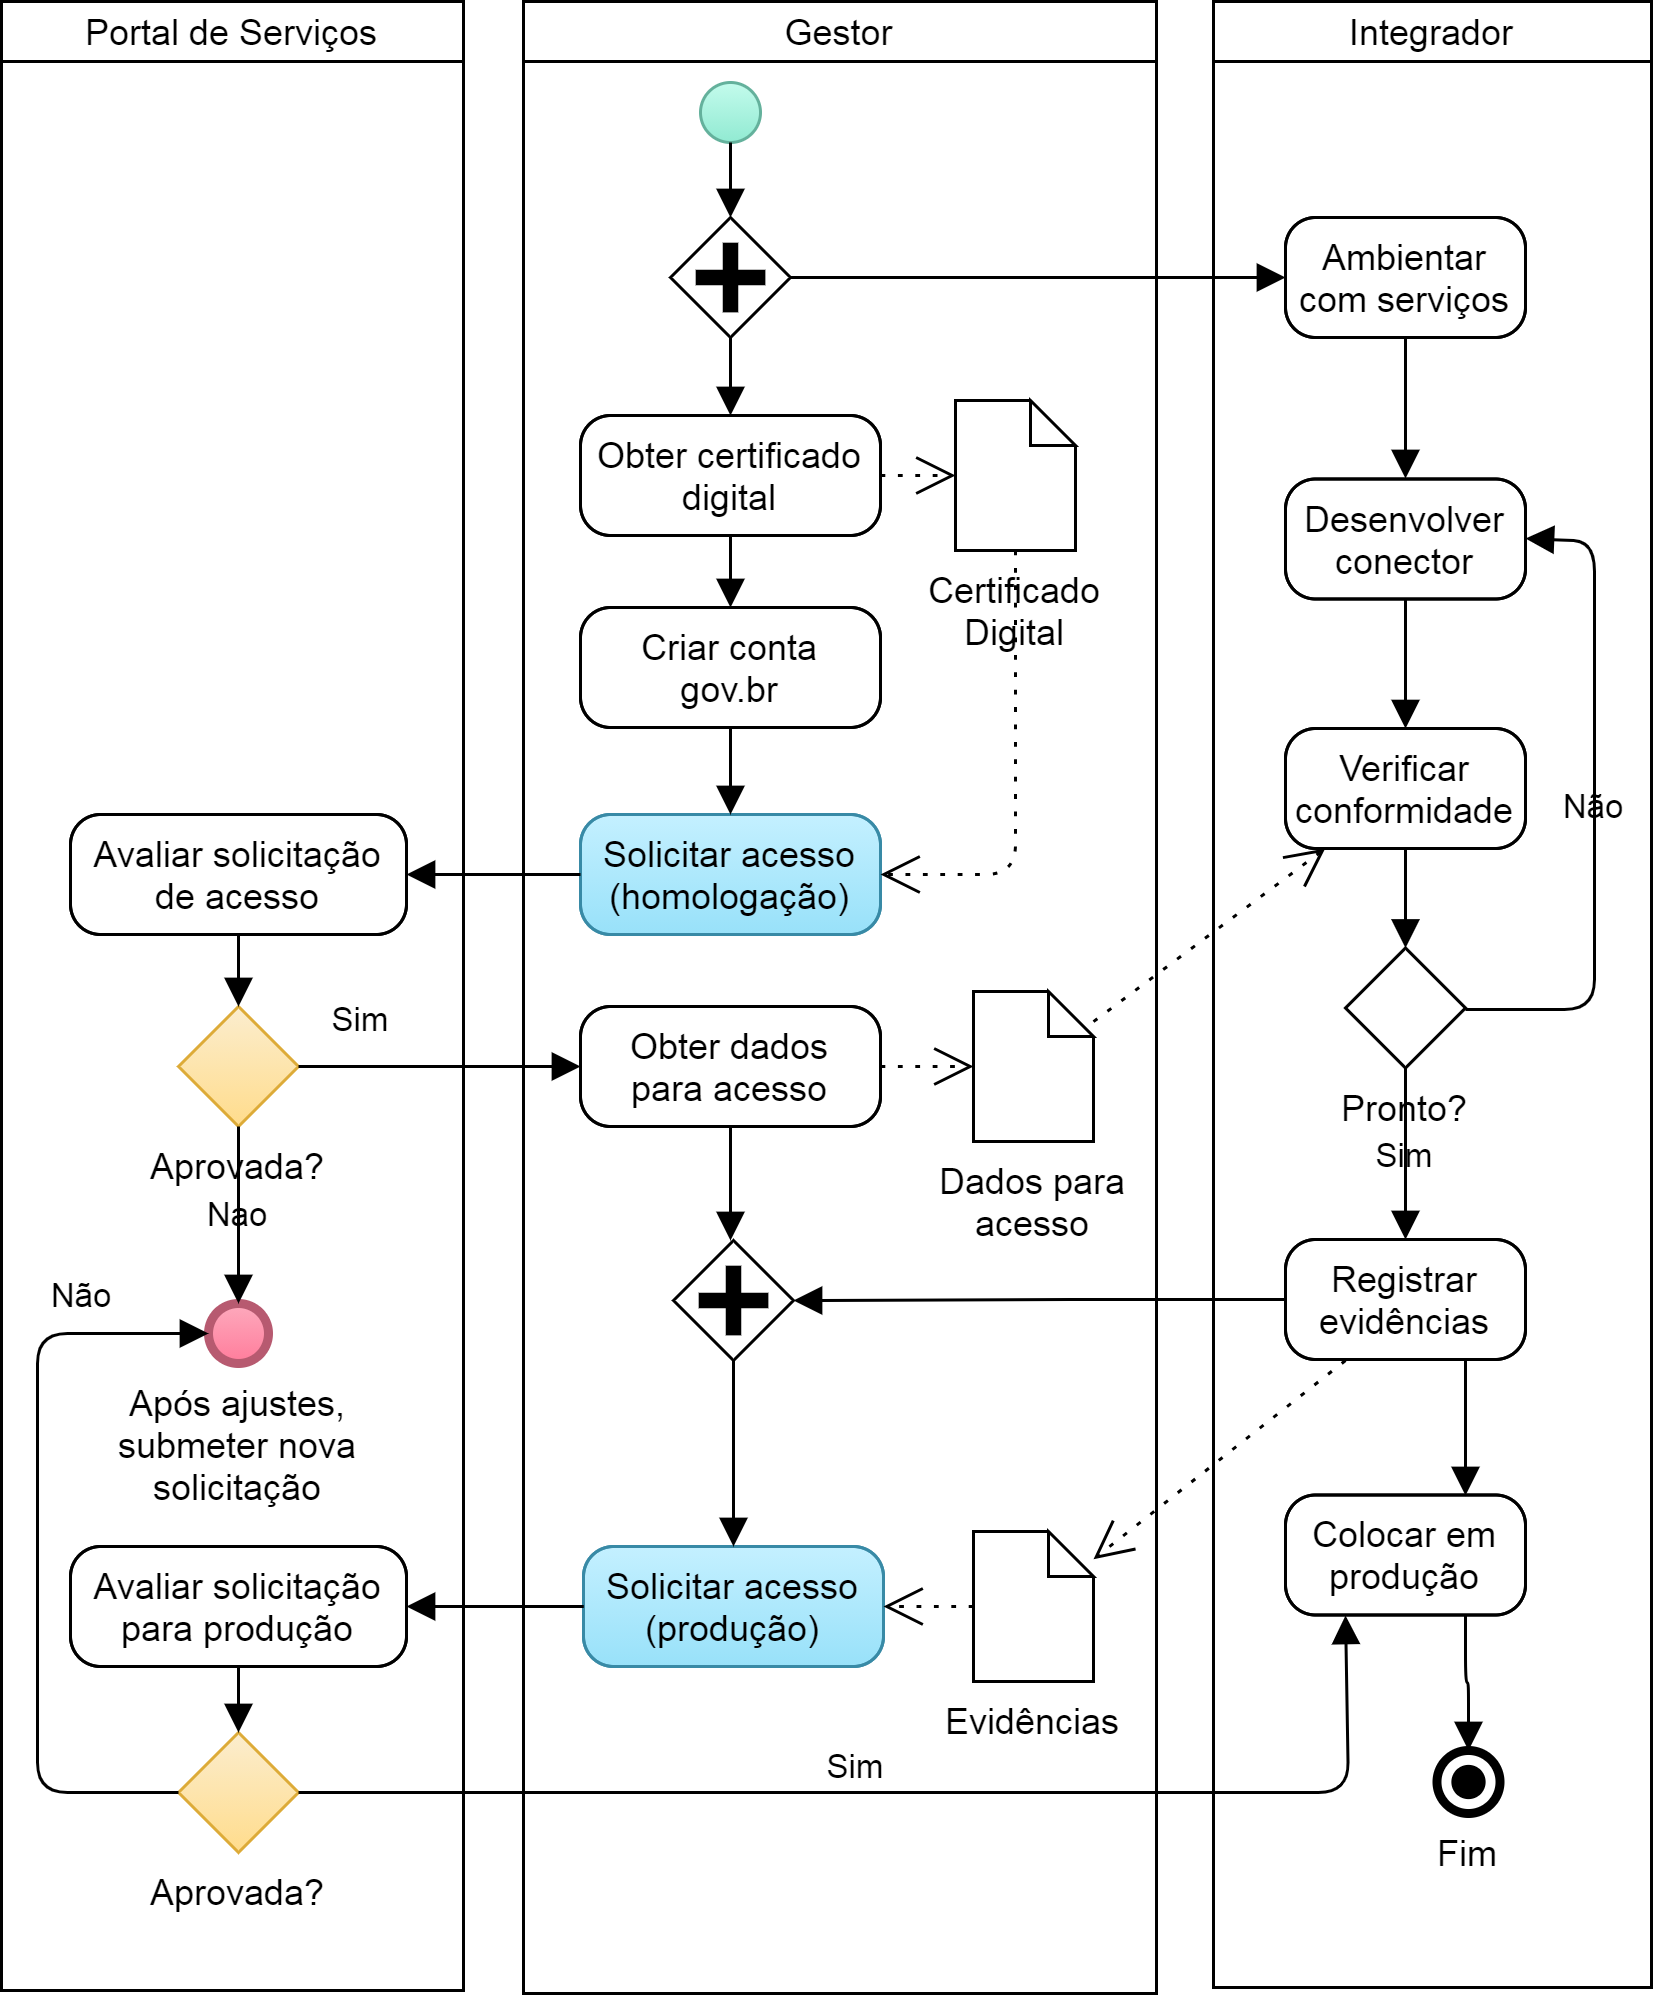 Portal de Serviços
Gestor
Integrador
Ambientar
com serviços
Obter certificado
digital
Certificado
Digital
Desenvolver
conector
Criar conta
gov.br
Verificar
conformidade
Não
Avaliar solicitação
de acesso
Solicitar acesso
(homologação)
Sim
Obter dados
para acesso
Pronto?
Sim
Aprovada?
Nao
Dados para
acesso
Não
Registrar
evidências
Após ajustes,
submeter nova
solicitação
Colocar em
produção
Avaliar solicitação
para produção
Solicitar acesso
(produção)
Evidências
Sim
Fim
Aprovada?